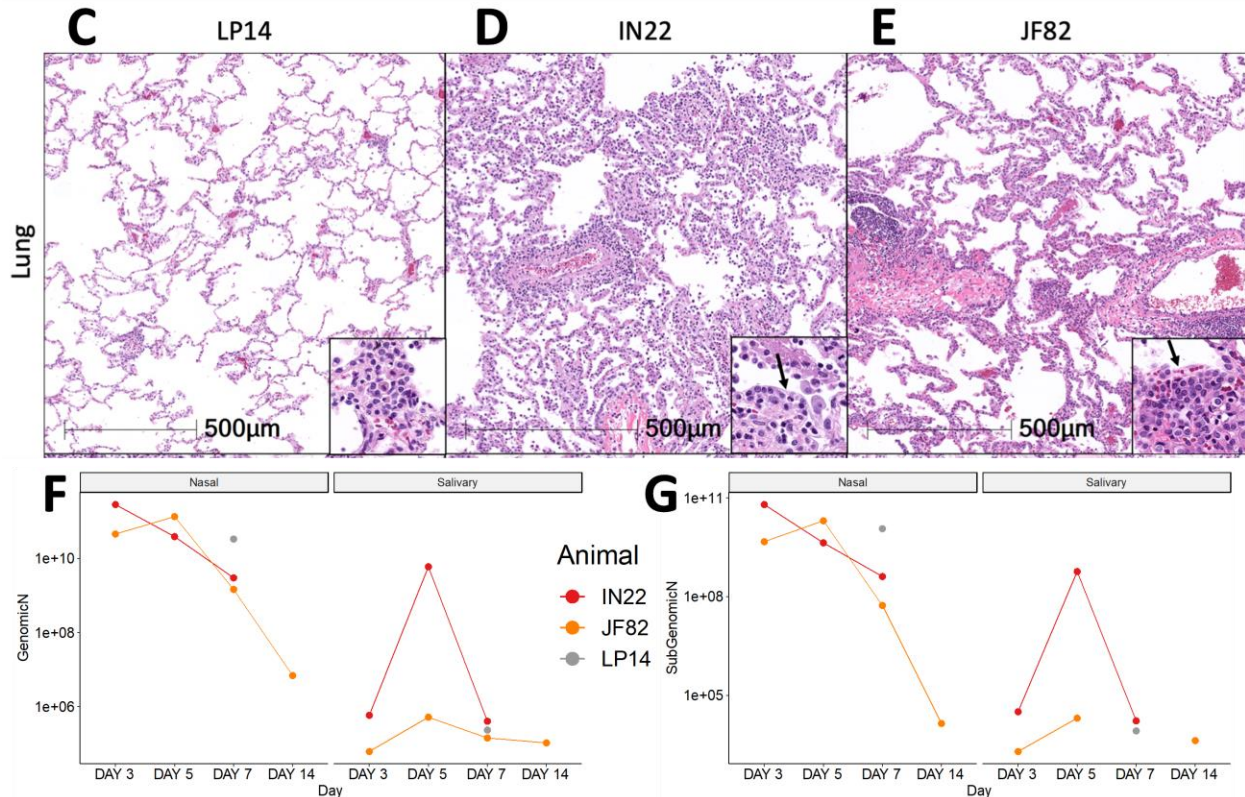 C LP14 D IN22 E JF82
Lung
500μm 500μm 500μm
F Nasal Salivary
GenomicN
1e+10
1e+08
1e+06
DAY 3 DAY 5 DAY 7 DAY 14 DAY 3 DAY 5 DAY 7 DAY 14
Day
Animal
IN22
JF82
LP14
G Nasal Salivary
SubGenomicN
1e+11
1e+08
1e+05
DAY 3 DAY 5 DAY 7 DAY 14 DAY 3 DAY 5 DAY 7 DAY 14
Day